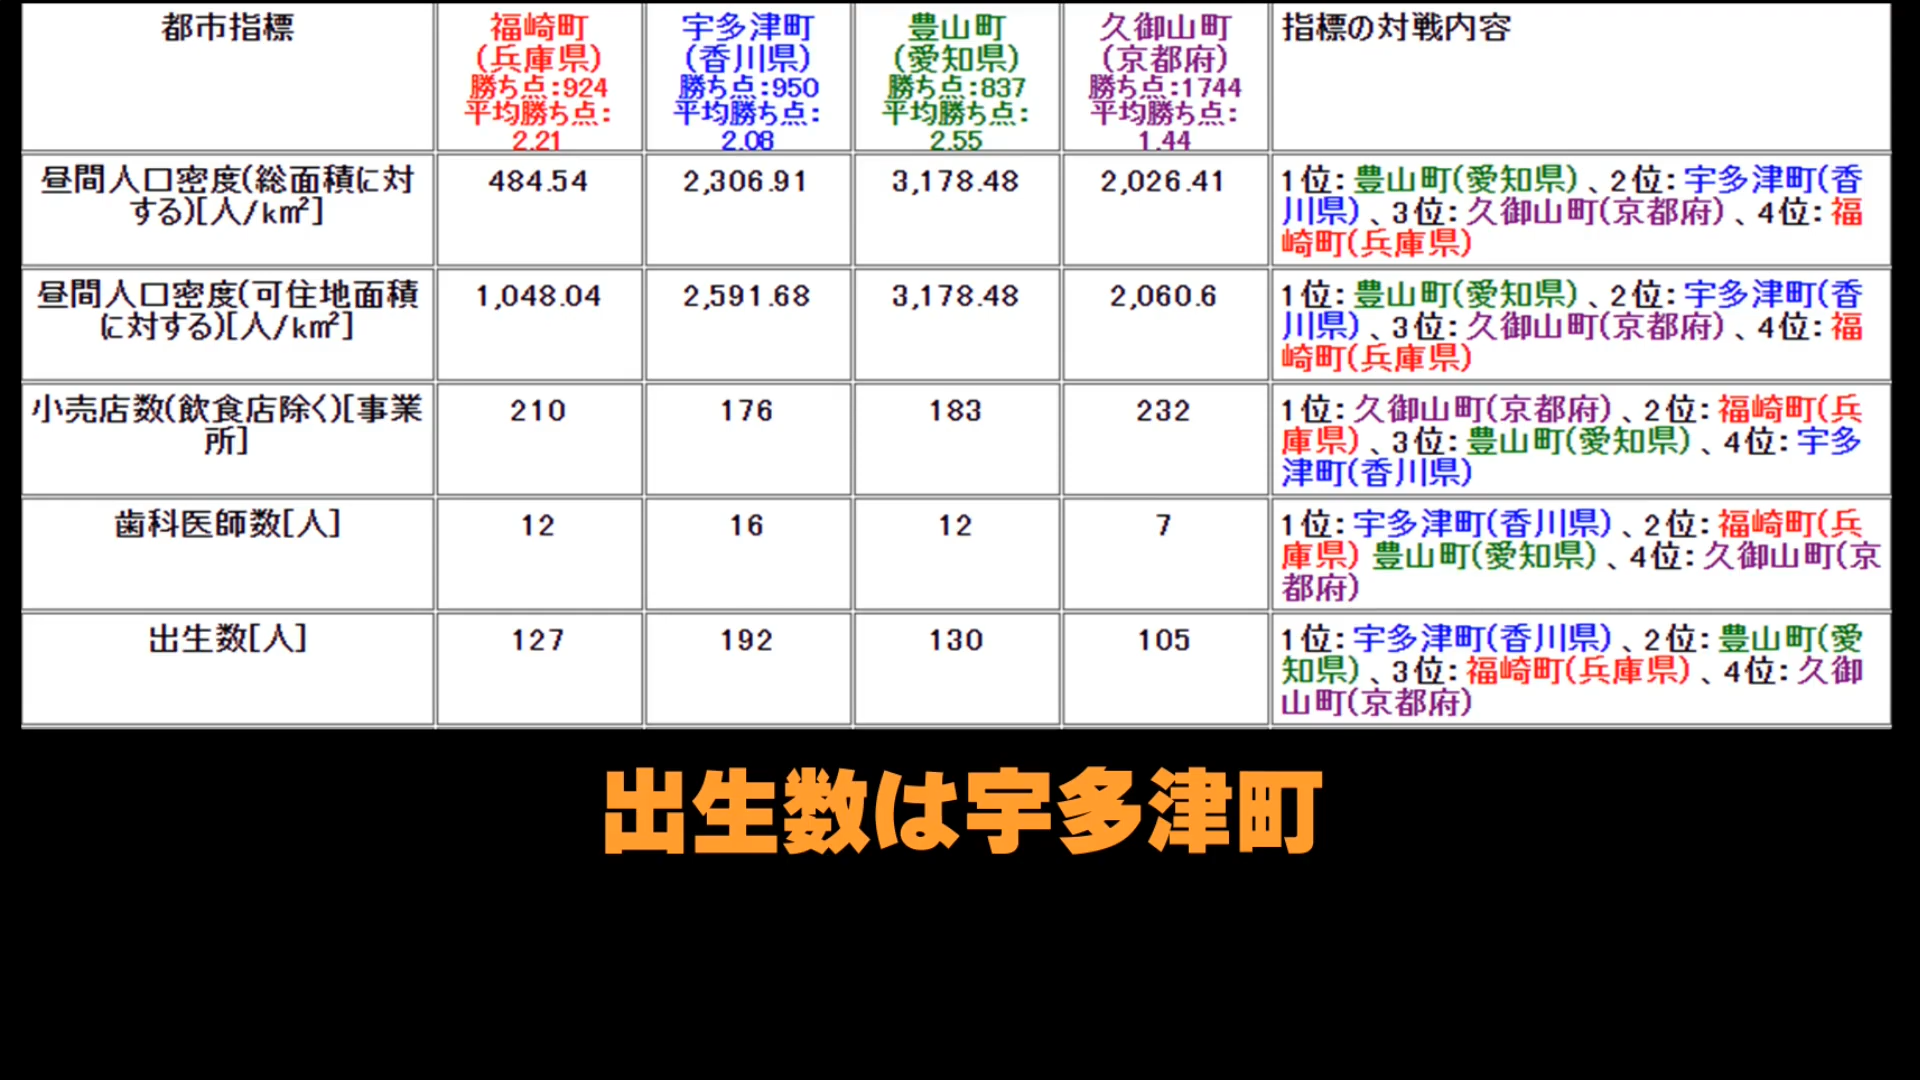 都市指標
福崎町
(兵庫県)
勝ち点:924
平均勝ち点:
2.21
宇多津町
(香川県)
勝ち点:950
平均勝ち点:
2.08
豊山町
(愛知県)
勝ち点:837
平均勝ち点:
2.55
久御山町
(京都府)
勝ち点:1744
平均勝ち点:
1.44
指標の対戦内容
昼間人口密度(総面積に対
する)[人/km²]
484.54
2,306.91
3,178.48
2,026.41
1位:豊山町(愛知県)、2位:宇多津町(香
川県)、3位:久御山町(京都府)、4位:福
崎町(兵庫県)
昼間人口密度(可住地面積
に対する)[人/km²]
1,048.04
2,591.68
3,178.48
2,060.6
1位:豊山町(愛知県)、2位:宇多津町(香
川県)、3位:久御山町(京都府)、4位:福
崎町(兵庫県)
小売店数(飲食店除く)[事業
所]
210
176
183
232
1位:久御山町(京都府)、2位:福崎町(兵
庫県)、3位:豊山町(愛知県)、4位:宇多
津町(香川県)
歯科医師数[人]
12
16
12
7
1位:宇多津町(香川県)、2位:福崎町(兵
庫県) 豊山町(愛知県)、4位:久御山町(京
都府)
出生数[人]
127
192
130
105
1位:宇多津町(香川県)、2位:豊山町(愛
知県)、3位:福崎町(兵庫県)、4位:久御
山町(京都府)
出生数は宇多津町